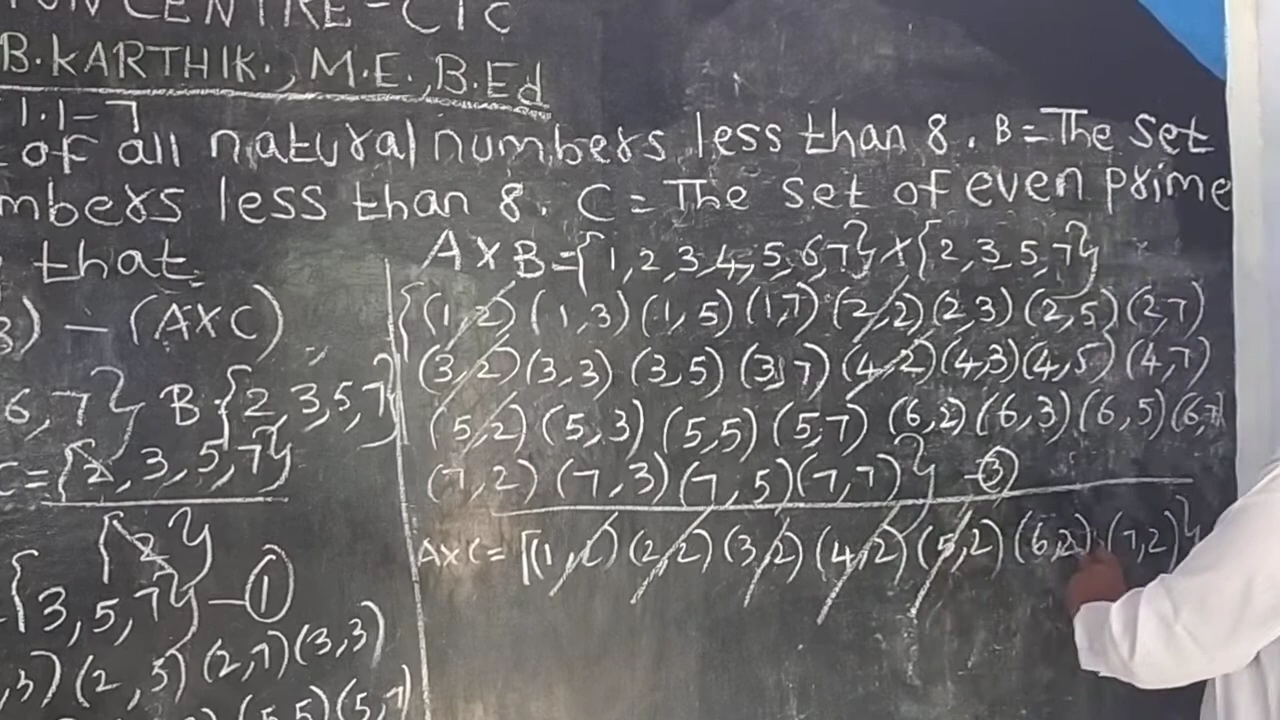 ION CENTRE-CTC
B.KARTHIK., M.E.,B.Ed
1.1-7
of all natural numbers less than 8. B=The set
mbers less than 8. C=The set of even prime
that
) - (A×C)
6,7} B={2,3,5,7}
C={2,3,5,7}
{2}
{3,5,7} -①
,3) (2,5) (2,7) (3,3)
(5,5) (5,7)
A×B={1,2,3,4,5,6,7}×{2,3,5,7}
{(1,2) (1,3) (1,5) (1,7) (2,2) (2,3) (2,5) (2,7)
(3,2) (3,3) (3,5) (3,7) (4,2) (4,3) (4,5) (4,7)
(5,2) (5,3) (5,5) (5,7) (6,2) (6,3) (6,5) (6,7)
(7,2) (7,3) (7,5) (7,7)} -③
A×C={(1,2) (2,2) (3,2) (4,2) (5,2) (6,2) (7,2)}